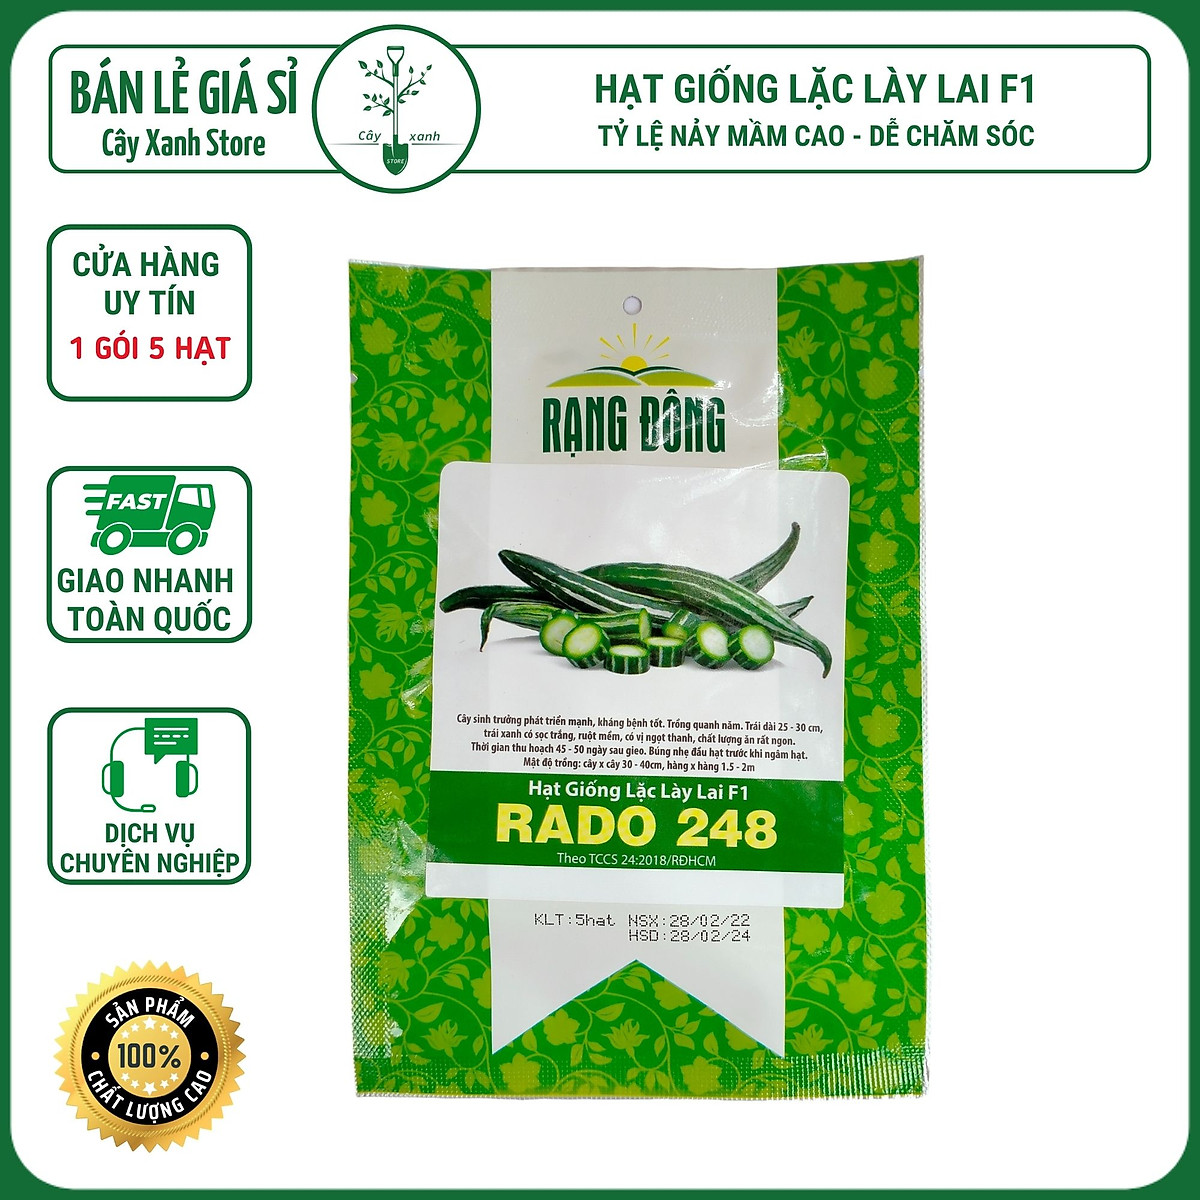 BÁN LẺ GIÁ SỈ
Cây Xanh Store
Cây xanh
STORE
HẠT GIỐNG LẶC LÀY LAI F1
TỶ LỆ NẢY MẦM CAO - DỄ CHĂM SÓC
CỬA HÀNG
UY TÍN
1 GÓI 5 HẠT
FAST
GIAO NHANH
TOÀN QUỐC
DỊCH VỤ
CHUYÊN NGHIỆP
SẢN PHẨM
100%
CHẤT LƯỢNG CAO
RẠNG ĐÔNG
Cây sinh trưởng phát triển mạnh, kháng bệnh tốt. Trồng quanh năm. Trái dài 25 - 30 cm,
trái xanh có sọc trắng, ruột mềm, có vị ngọt thanh, chất lượng ăn rất ngon.
Thời gian thu hoạch 45 - 50 ngày sau gieo. Búng nhẹ đầu hạt trước khi ngâm hạt.
Mật độ trồng: cây x cây 30 - 40cm, hàng x hàng 1.5 - 2m
Hạt Giống Lặc Lày Lai F1
RADO 248
Theo TCCS 24:2018/RĐHCM
KLT:5hat NSX:28/02/22
HSD:28/02/24